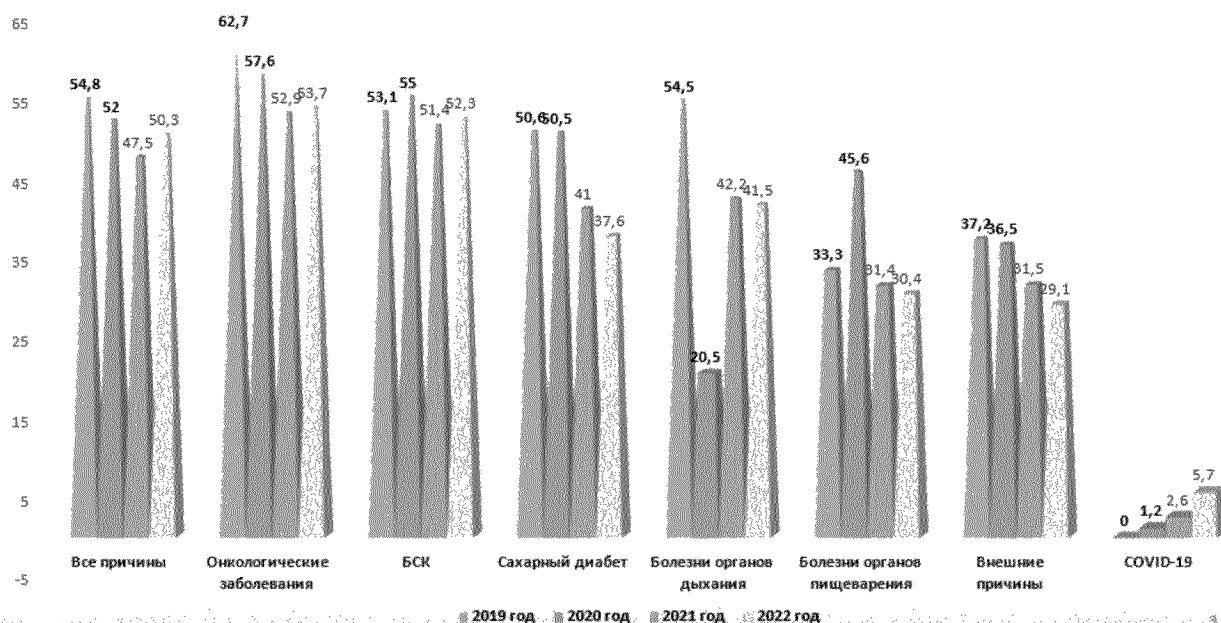 65
55
45
35
25
15
5
-5
54,8 52 47,5 50,3
62,7 57,6 52,9 53,7
53,1 55 51,4 52,3
50,6 50,5 41 37,6
54,5 20,5 42,2 41,5
33,3 45,6 31,4 30,4
37,2 36,5 31,5 29,1
0 1,2 2,6 5,7
Все причины
Онкологические
заболевания
БСК
Сахарный диабет
Болезни органов
дыхания
Болезни органов
пищеварения
Внешние
причины
COVID-19
2019 год 2020 год 2021 год 2022 год